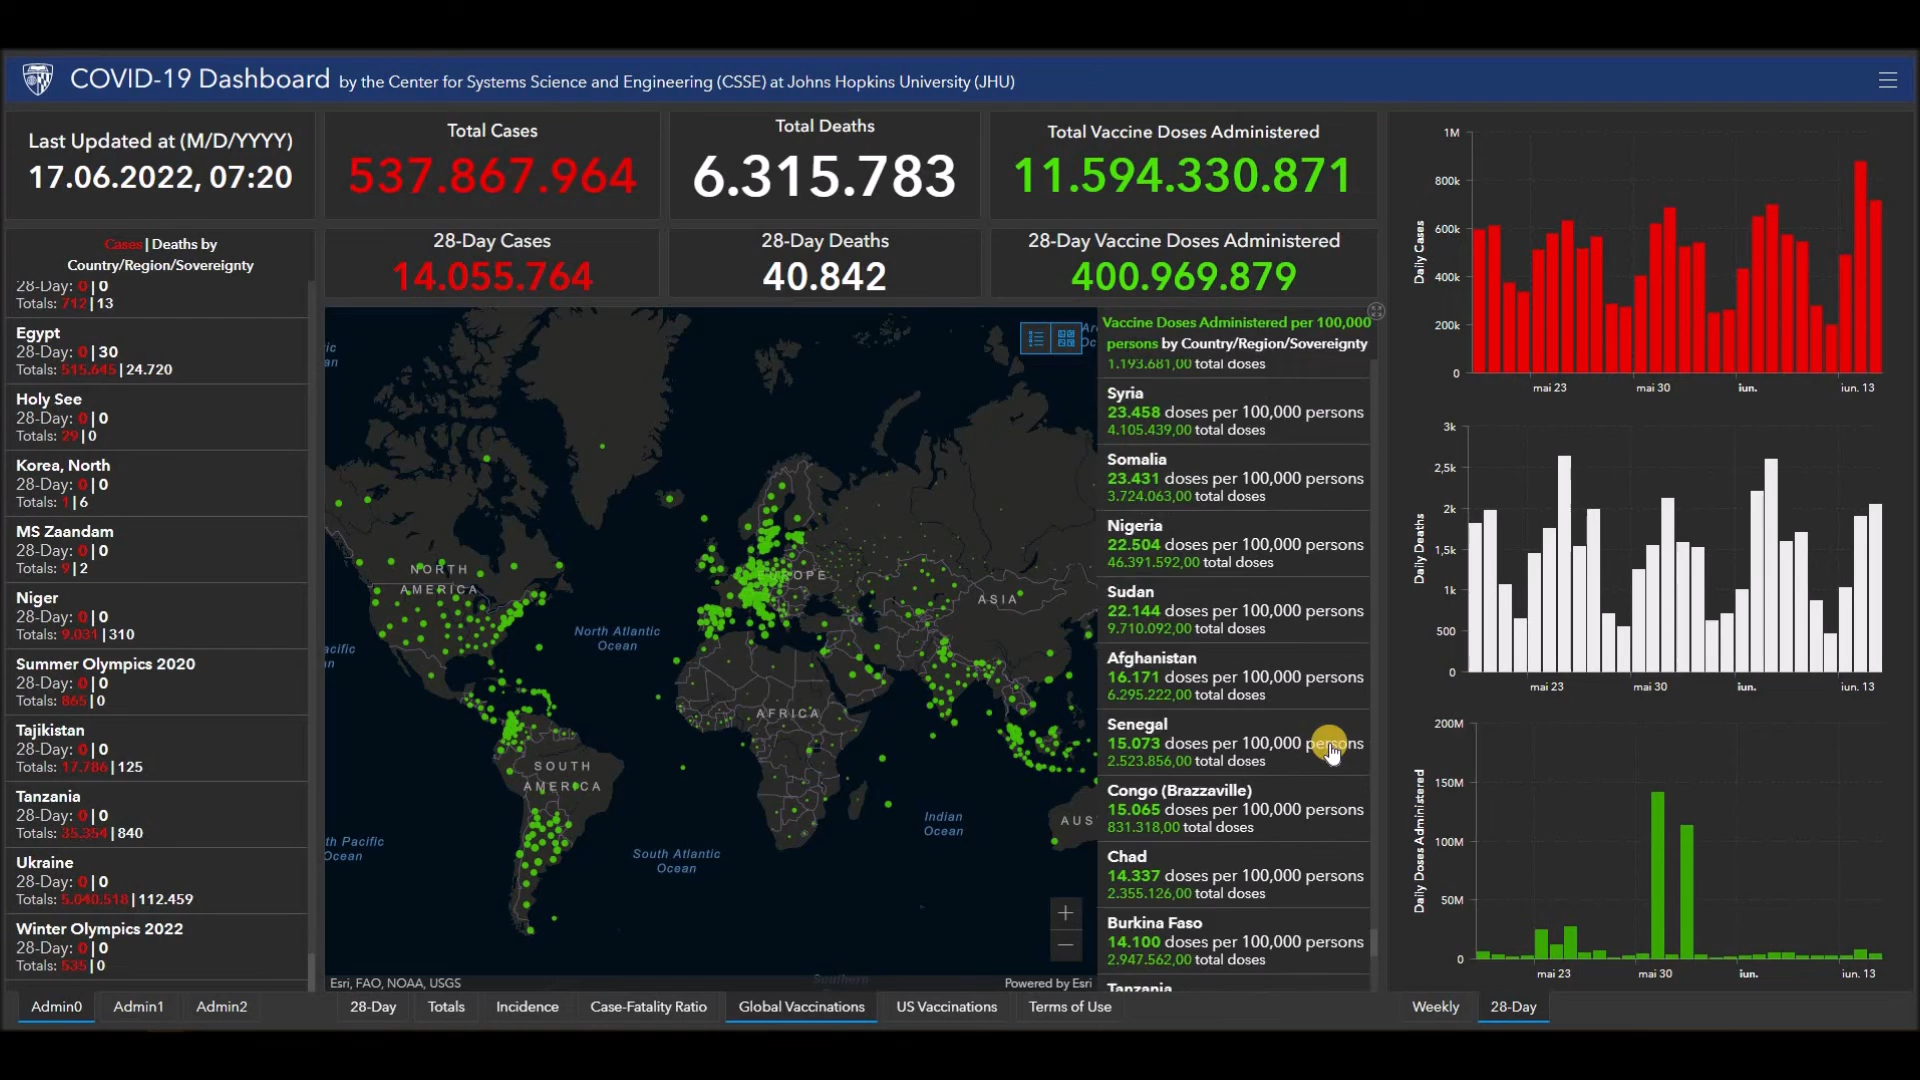 COVID-19 Dashboard by the Center for Systems Science and Engineering (CSSE) at Johns Hopkins University (JHU)
Last Updated at (M/D/YYYY)
17.06.2022, 07:20
Total Cases
537.867.964
Total Deaths
6.315.783
Total Vaccine Doses Administered
11.594.330.871
28-Day Cases
14.055.764
28-Day Deaths
40.842
28-Day Vaccine Doses Administered
400.969.879
Cases | Deaths by
Country/Region/Sovereignty
28-Day: 0 | 0
Totals: 712 | 13
Egypt
28-Day: 0 | 30
Totals: 515.645 | 24.720
Holy See
28-Day: 0 | 0
Totals: 29 | 0
Korea, North
28-Day: 0 | 0
Totals: 1 | 6
MS Zaandam
28-Day: 0 | 0
Totals: 9 | 2
Niger
28-Day: 0 | 0
Totals: 9.031 | 310
Summer Olympics 2020
28-Day: 0 | 0
Totals: 865 | 0
Tajikistan
28-Day: 0 | 0
Totals: 17.786 | 125
Tanzania
28-Day: 0 | 0
Totals: 35.354 | 840
Ukraine
28-Day: 0 | 0
Totals: 5.040.518 | 112.459
Winter Olympics 2022
28-Day: 0 | 0
Totals: 535 | 0
Admin0 Admin1 Admin2
NORTH
AMERICA
EUROPE
ASIA
North Atlantic
Ocean
AFRICA
SOUTH
AMERICA
Indian
Ocean
AUS
th Pacific
Ocean
South Atlantic
Ocean
Southern
Esri, FAO, NOAA, USGS
Powered by Esri
Vaccine Doses Administered per 100,000
persons by Country/Region/Sovereignty
1.193.681,00 total doses
Syria
23.458 doses per 100,000 persons
4.105.439,00 total doses
Somalia
23.431 doses per 100,000 persons
3.724.063,00 total doses
Nigeria
22.504 doses per 100,000 persons
46.391.592,00 total doses
Sudan
22.144 doses per 100,000 persons
9.710.092,00 total doses
Afghanistan
16.171 doses per 100,000 persons
6.295.222,00 total doses
Senegal
15.073 doses per 100,000 persons
2.523.856,00 total doses
Congo (Brazzaville)
15.065 doses per 100,000 persons
831.318,00 total doses
Chad
14.337 doses per 100,000 persons
2.355.126,00 total doses
Burkina Faso
14.100 doses per 100,000 persons
2.947.562,00 total doses
Tanzania
28-Day Totals Incidence Case-Fatality Ratio Global Vaccinations US Vaccinations Terms of Use
Daily Cases
1M
800k
600k
400k
200k
0
mai 23 mai 30 iun. iun. 13
Daily Deaths
3k
2,5k
2k
1,5k
1k
500
0
mai 23 mai 30 iun. iun. 13
Daily Doses Administered
200M
150M
100M
50M
0
mai 23 mai 30 iun. iun. 13
Weekly 28-Day